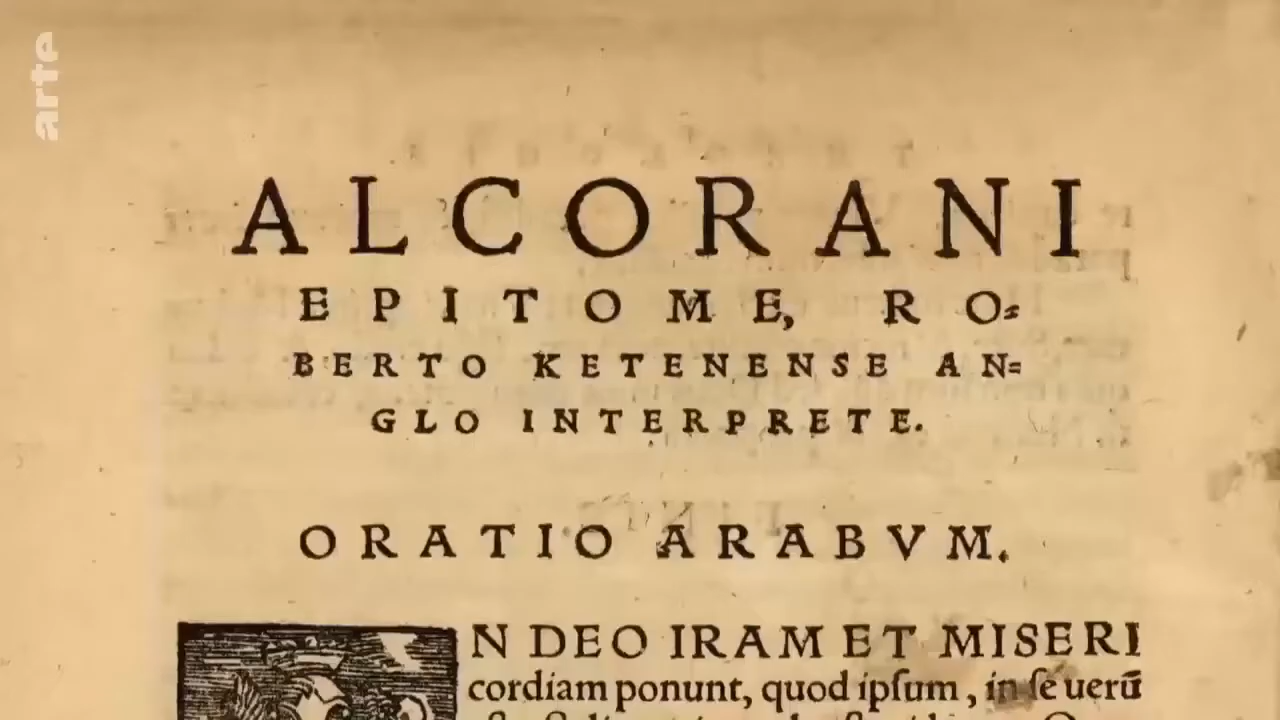 arte
ALCORANI
EPITOME, RO⸗
BERTO KETENENSE AN⸗
GLO INTERPRETE.
ORATIO ARABVM.
N DEO IRAM ET MISERI
cordiam ponunt, quod ipſum, in ſe uerū